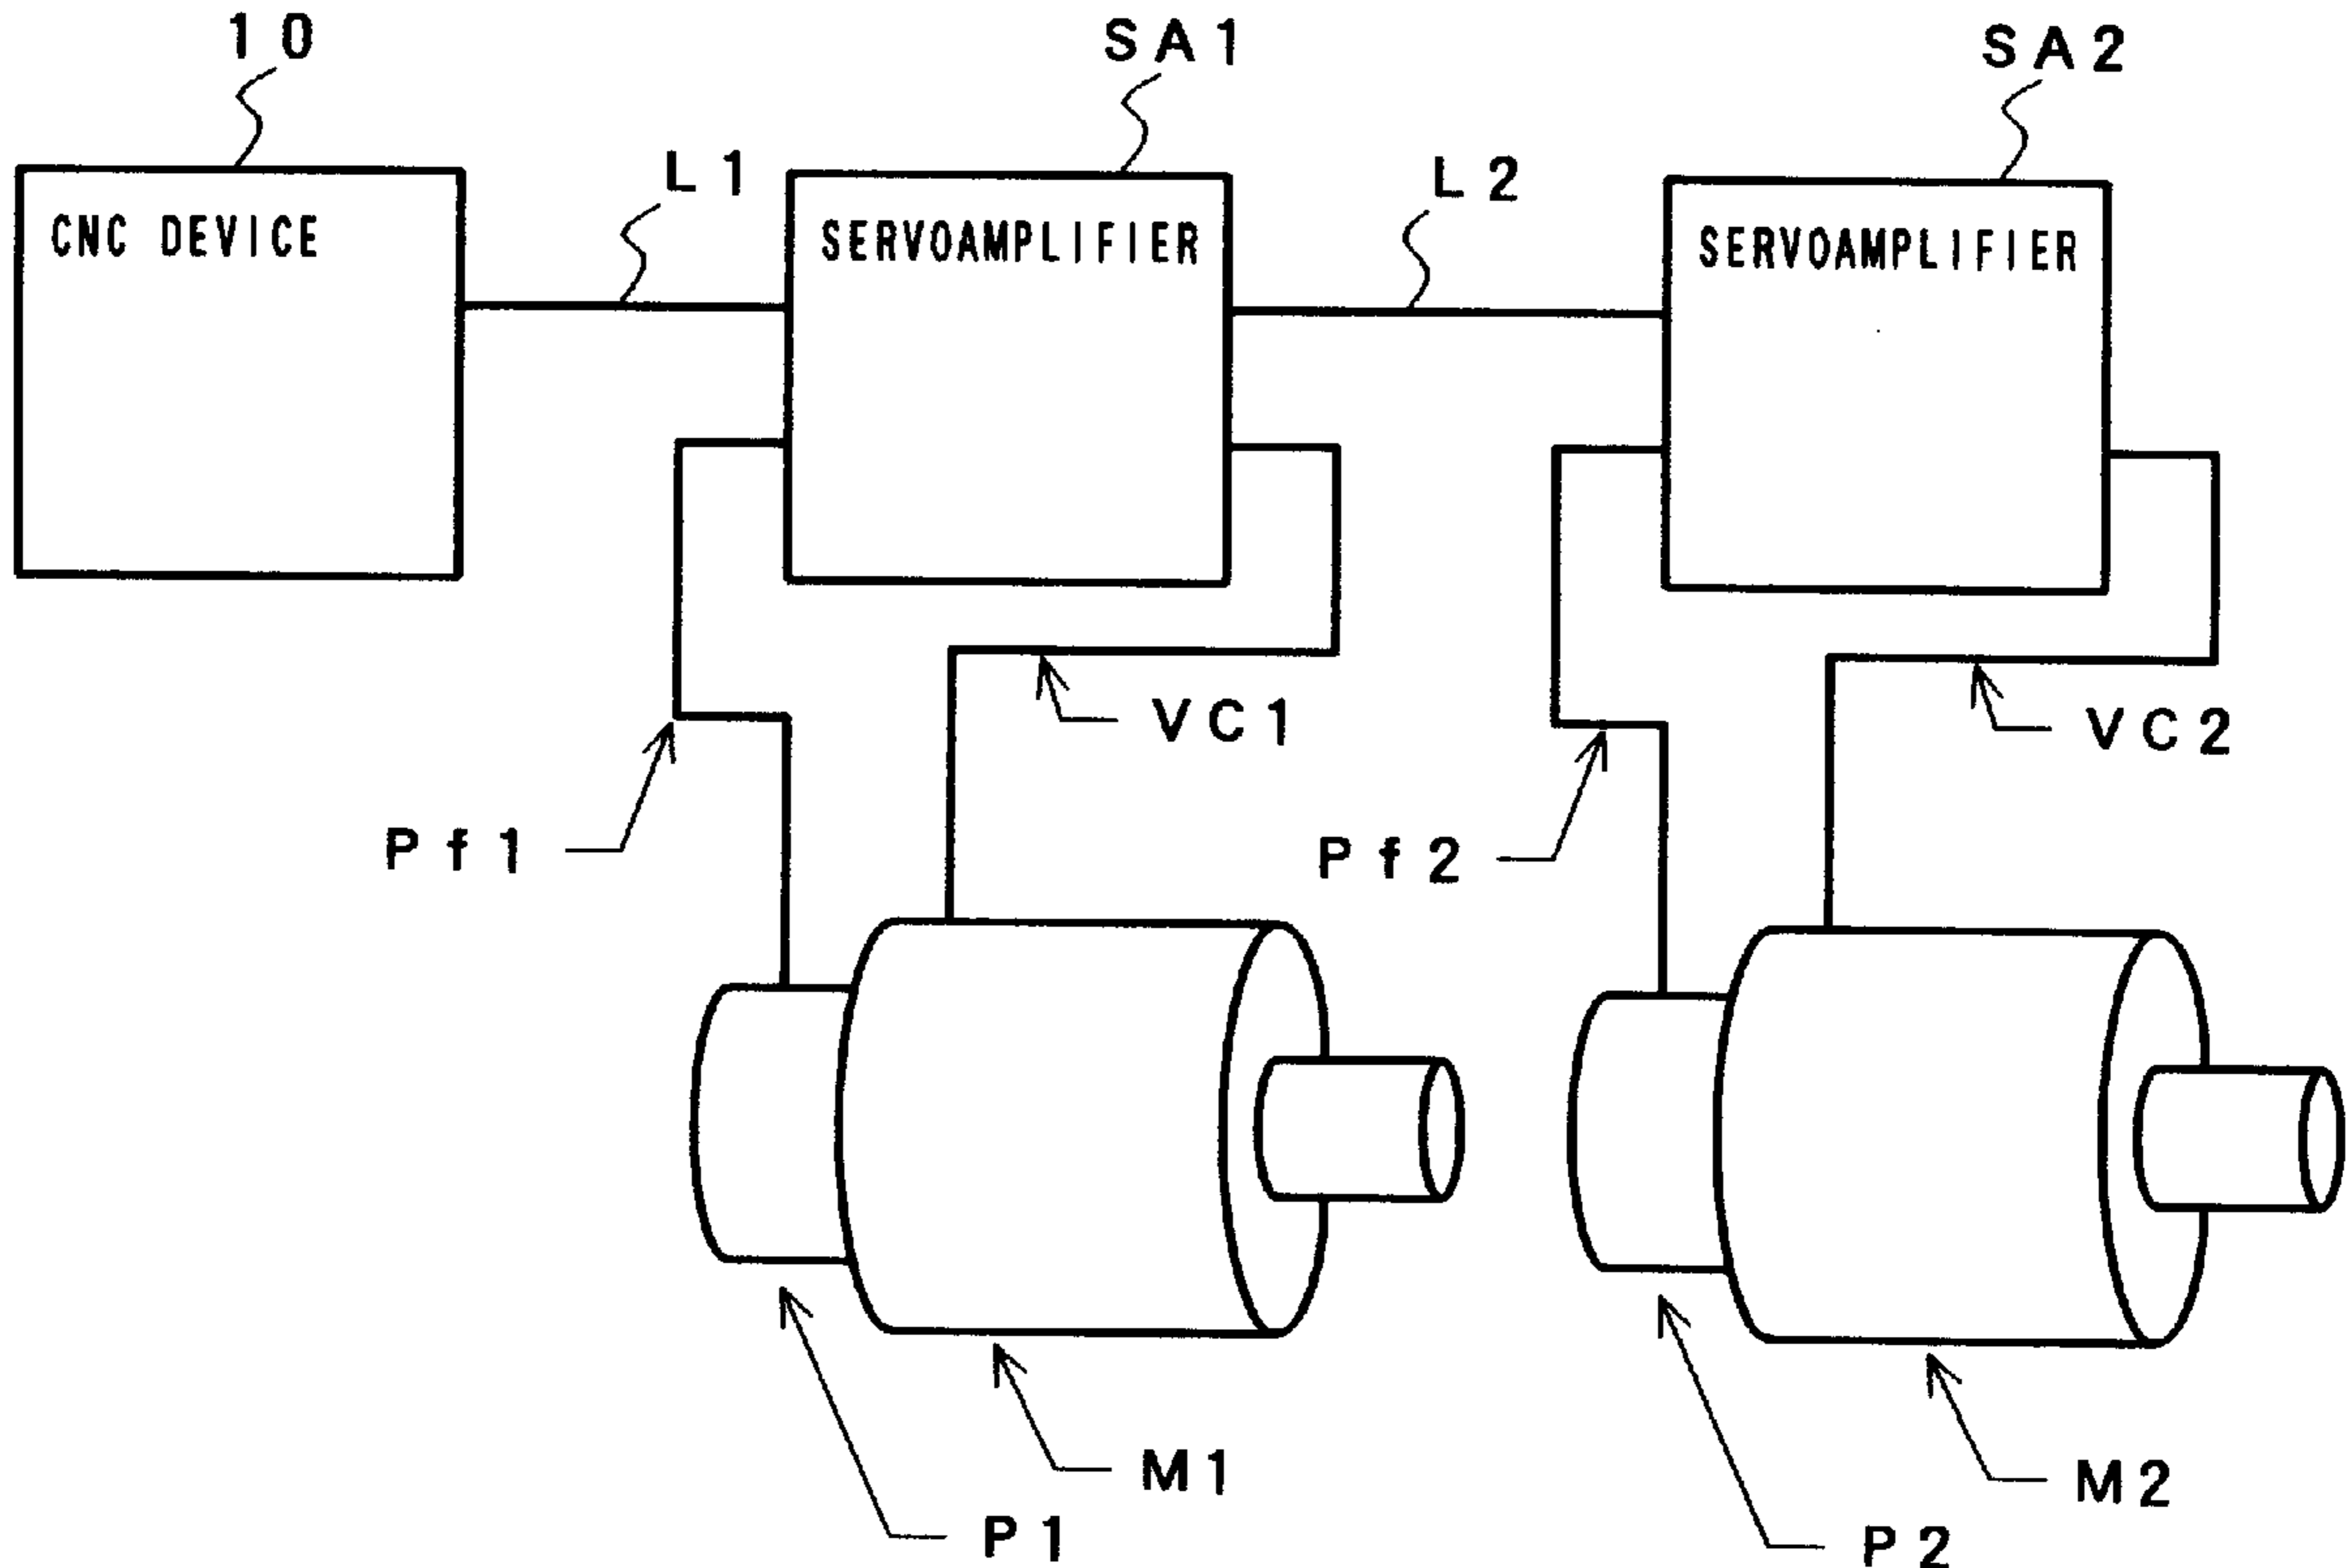 10
SA1
SA2
L1
L2
CNC DEVICE
SERVOAMPLIFIER
SERVOAMPLIFIER
VC1
VC2
Pf1
Pf2
M1
M2
P1
P2